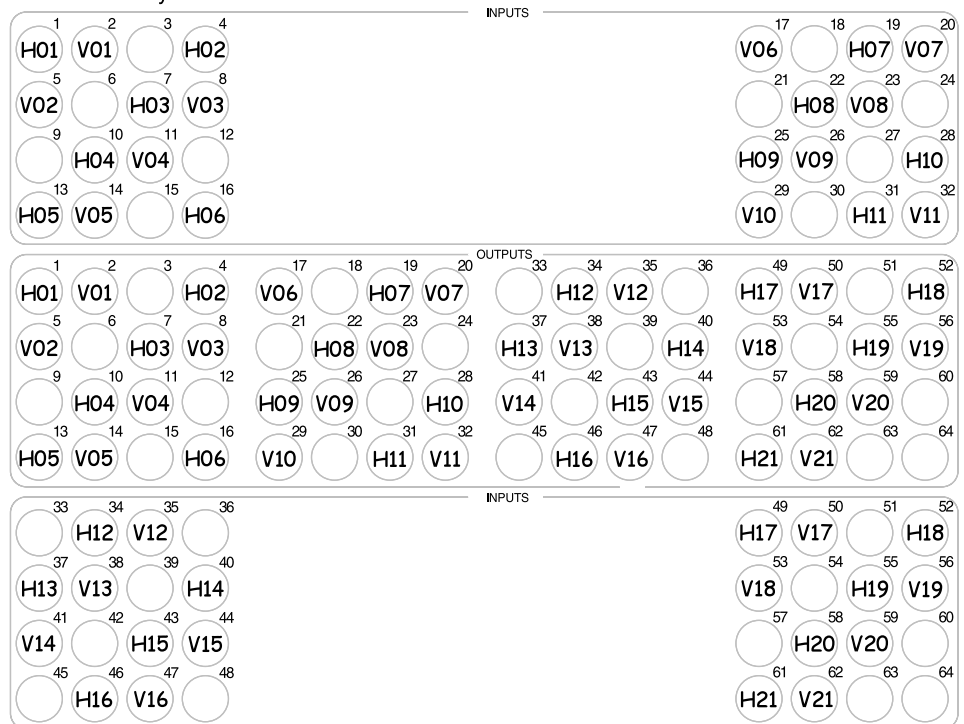 INPUTS
1 2 3 4 17 18 19 20
H01 V01 H02 V06 H07 V07
5 6 7 8 21 22 23 24
V02 H03 V03 H08 V08
9 10 11 12 25 26 27 28
H04 V04 H09 V09 H10
13 14 15 16 29 30 31 32
H05 V05 H06 V10 H11 V11
OUTPUTS
1 2 3 4 17 18 19 20 33 34 35 36 49 50 51 52
H01 V01 H02 V06 H07 V07 H12 V12 H17 V17 H18
5 6 7 8 21 22 23 24 37 38 39 40 53 54 55 56
V02 H03 V03 H08 V08 H13 V13 H14 V18 H19 V19
9 10 11 12 25 26 27 28 41 42 43 44 57 58 59 60
H04 V04 H09 V09 H10 V14 H15 V15 H20 V20
13 14 15 16 29 30 31 32 45 46 47 48 61 62 63 64
H05 V05 H06 V10 H11 V11 H16 V16 H21 V21
INPUTS
33 34 35 36 49 50 51 52
H12 V12 H17 V17 H18
37 38 39 40 53 54 55 56
H13 V13 H14 V18 H19 V19
41 42 43 44 57 58 59 60
V14 H15 V15 H20 V20
45 46 47 48 61 62 63 64
H16 V16 H21 V21